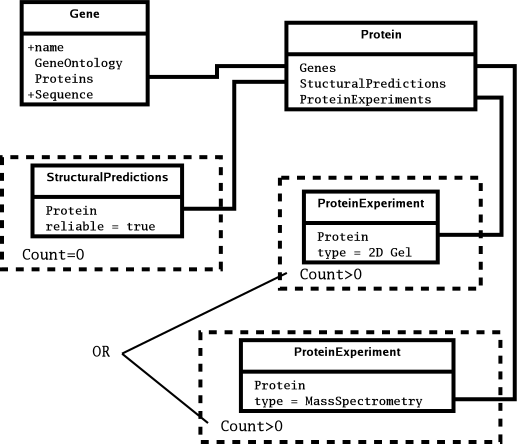 Gene
+name
GeneOntology
Proteins
+Sequence
Protein
Genes
StucturalPredictions
ProteinExperiments
StructuralPredictions
Protein
reliable = true
Count=0
ProteinExperiment
Protein
type = 2D Gel
Count>0
OR
ProteinExperiment
Protein
type = MassSpectrometry
Count>0